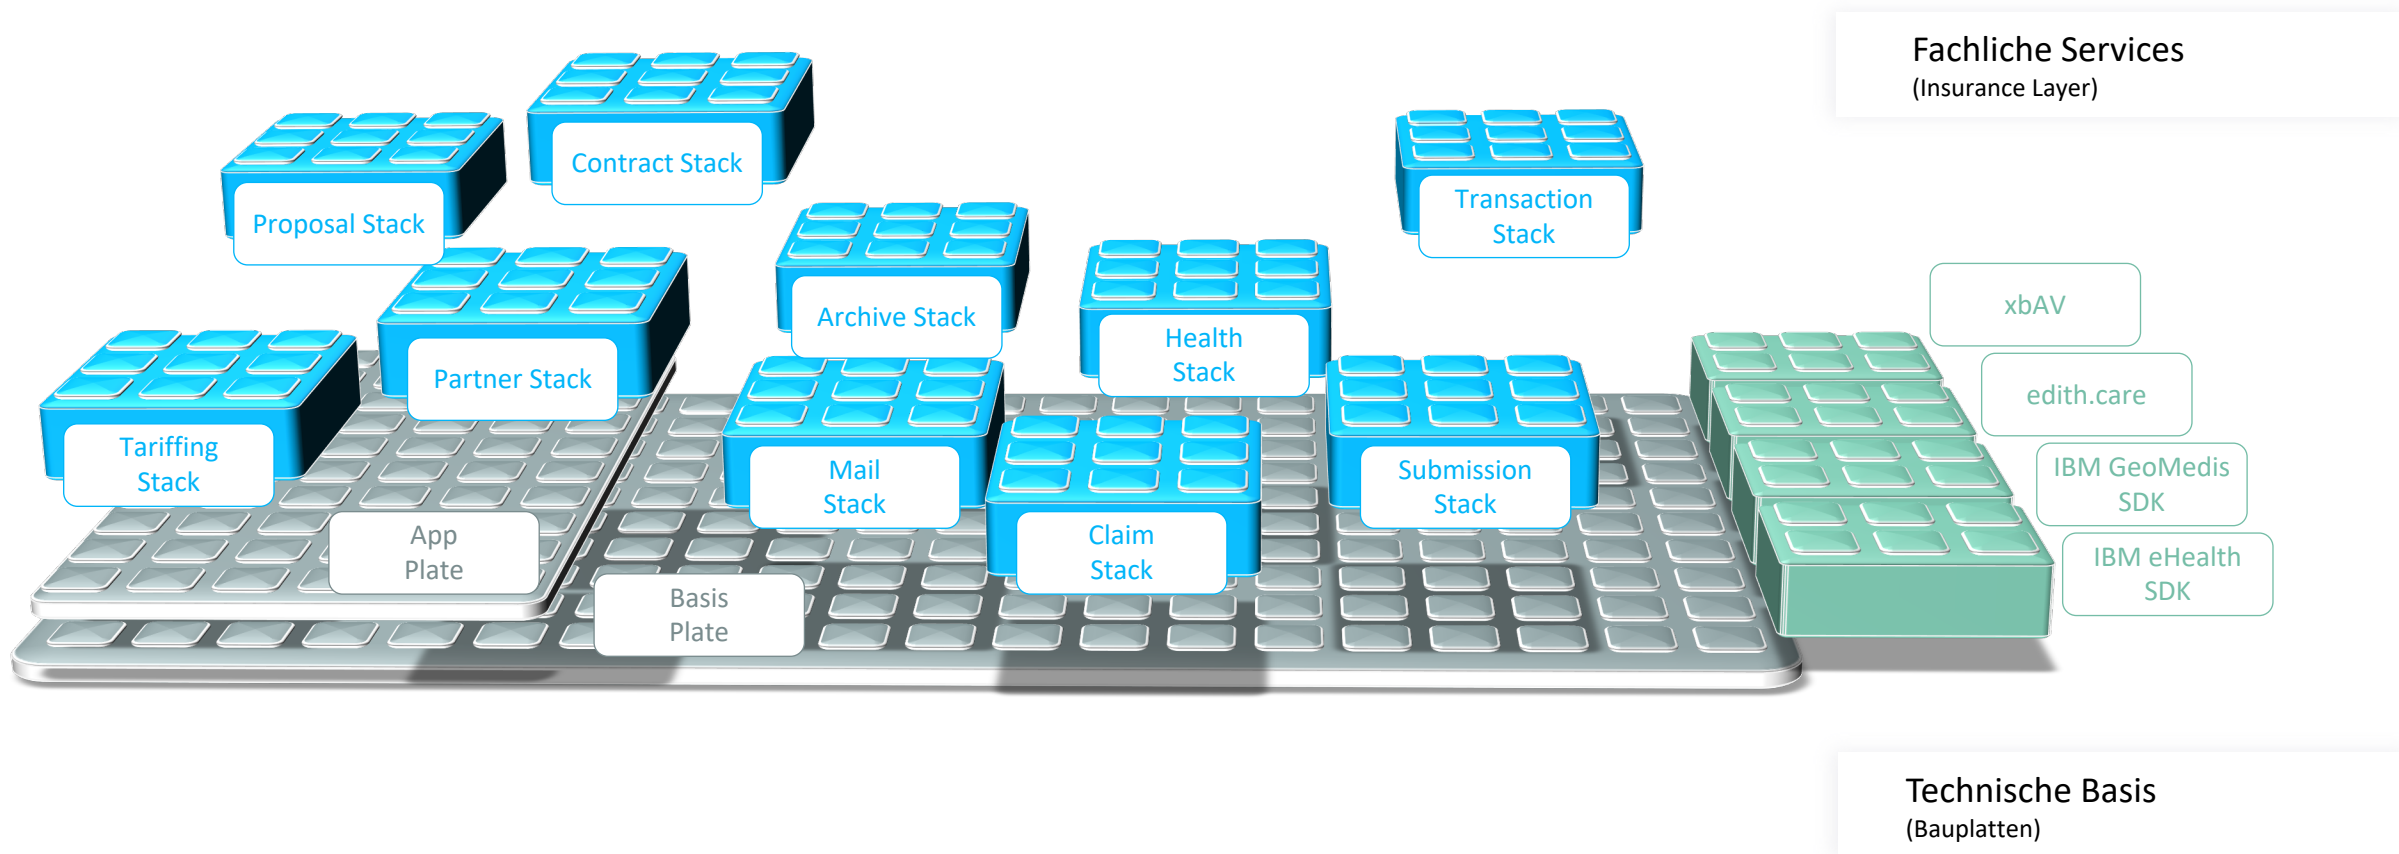 Fachliche Services
(Insurance Layer)
Contract Stack
Proposal Stack
Transaction
Stack
Archive Stack
Health
Stack
Partner Stack
Tariffing
Stack
Mail
Stack
Submission
Stack
Claim
Stack
App
Plate
Basis
Plate
xbAV
edith.care
IBM GeoMedis
SDK
IBM eHealth
SDK
Technische Basis
(Bauplatten)